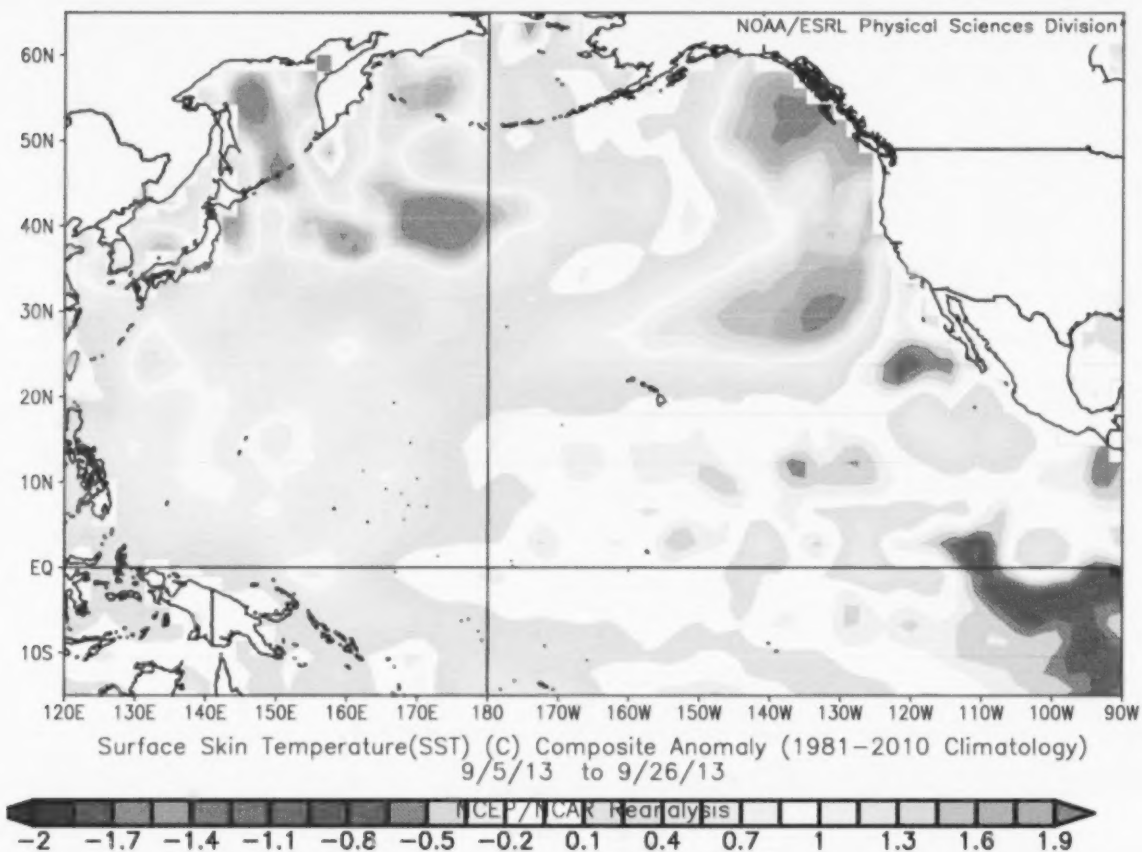 NOAA/ESRL Physical Sciences Division
60N
50N
40N
30N
20N
10N
EQ
10S
120E 130E 140E 150E 160E 170E 180 170W 160W 150W 140W 130W 120W 110W 100W 90W
Surface Skin Temperature(SST) (C) Composite Anomaly (1981-2010 Climatology)
9/5/13 to 9/26/13
NCEP/NCAR Reanalysis
-2 -1.7 -1.4 -1.1 -0.8 -0.5 -0.2 0.1 0.4 0.7 1 1.3 1.6 1.9